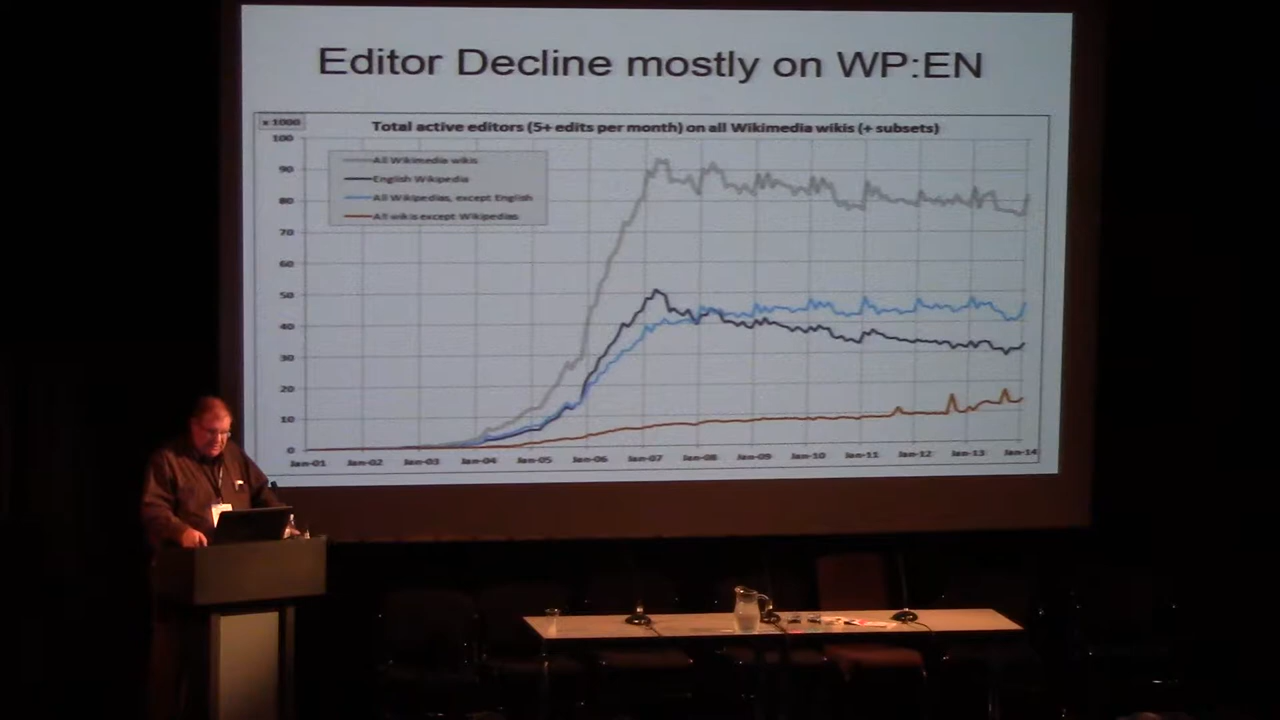 Editor Decline mostly on WP:EN
x 1000
Total active editors (5+ edits per month) on all Wikimedia wikis (+ subsets)
100
90
80
70
60
50
40
30
20
10
0
All Wikimedia wikis
English Wikipedia
All Wikipedias, except English
All wikis except Wikipedias
Jan-01 Jan-02 Jan-03 Jan-04 Jan-05 Jan-06 Jan-07 Jan-08 Jan-09 Jan-10 Jan-11 Jan-12 Jan-13 Jan-14